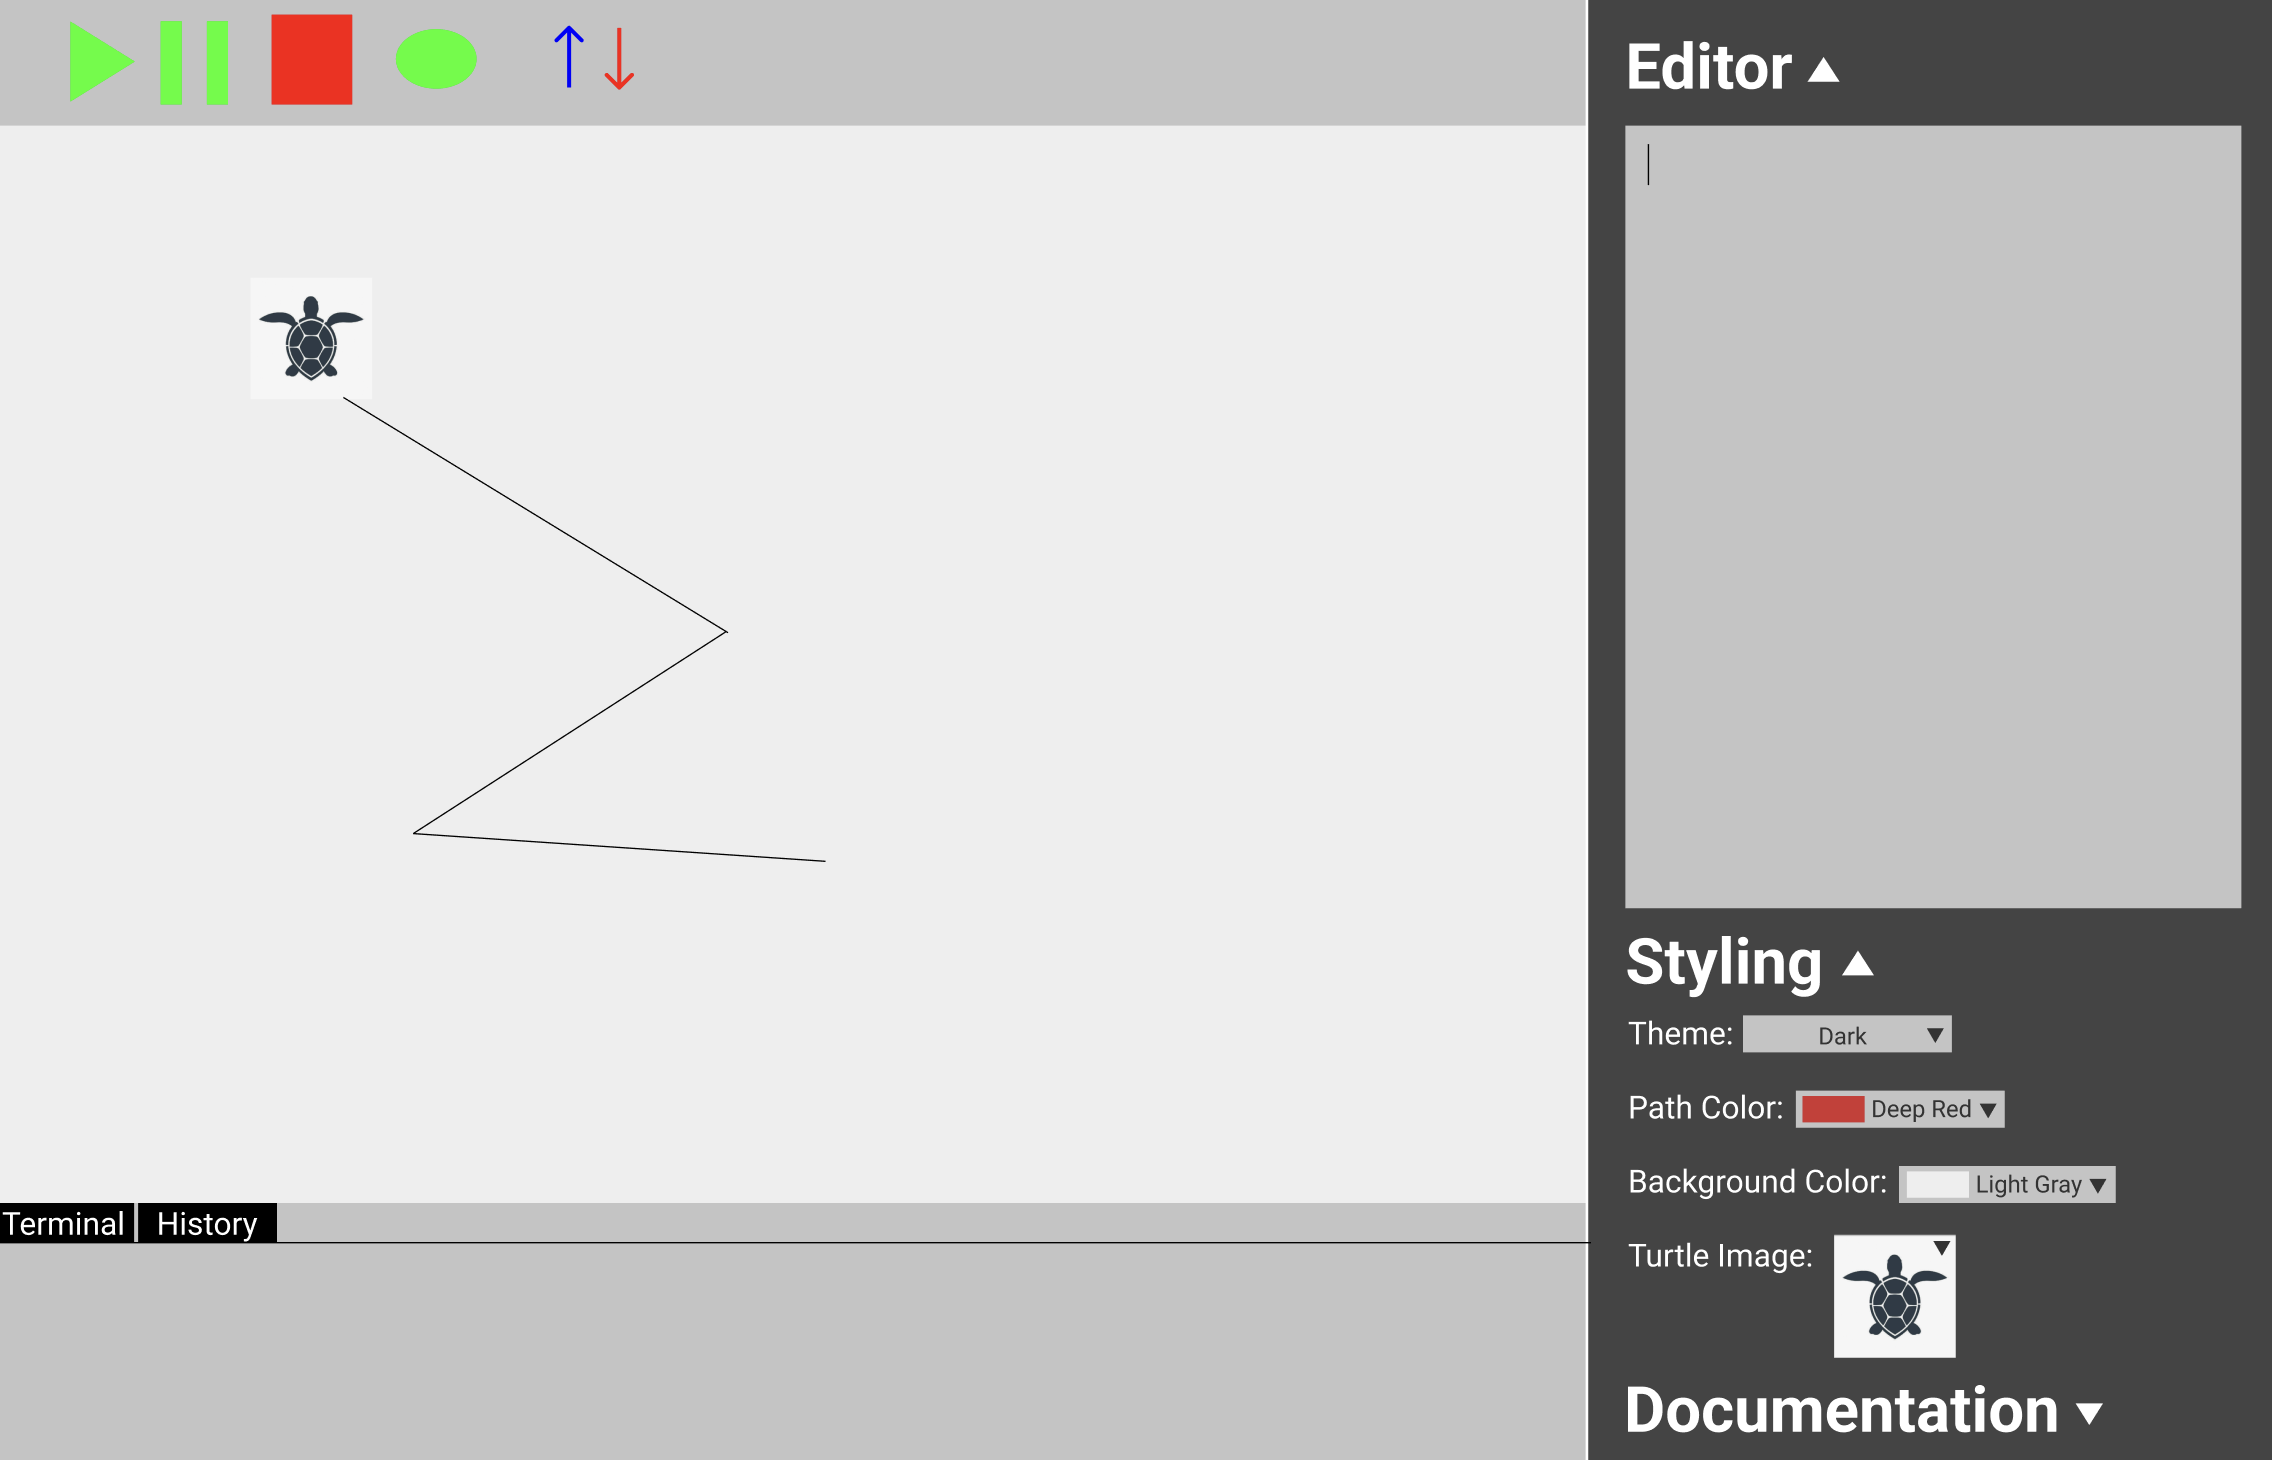 Editor
Styling
Theme: Dark
Path Color: Deep Red
Background Color: Light Gray
Turtle Image:
Documentation
Terminal History